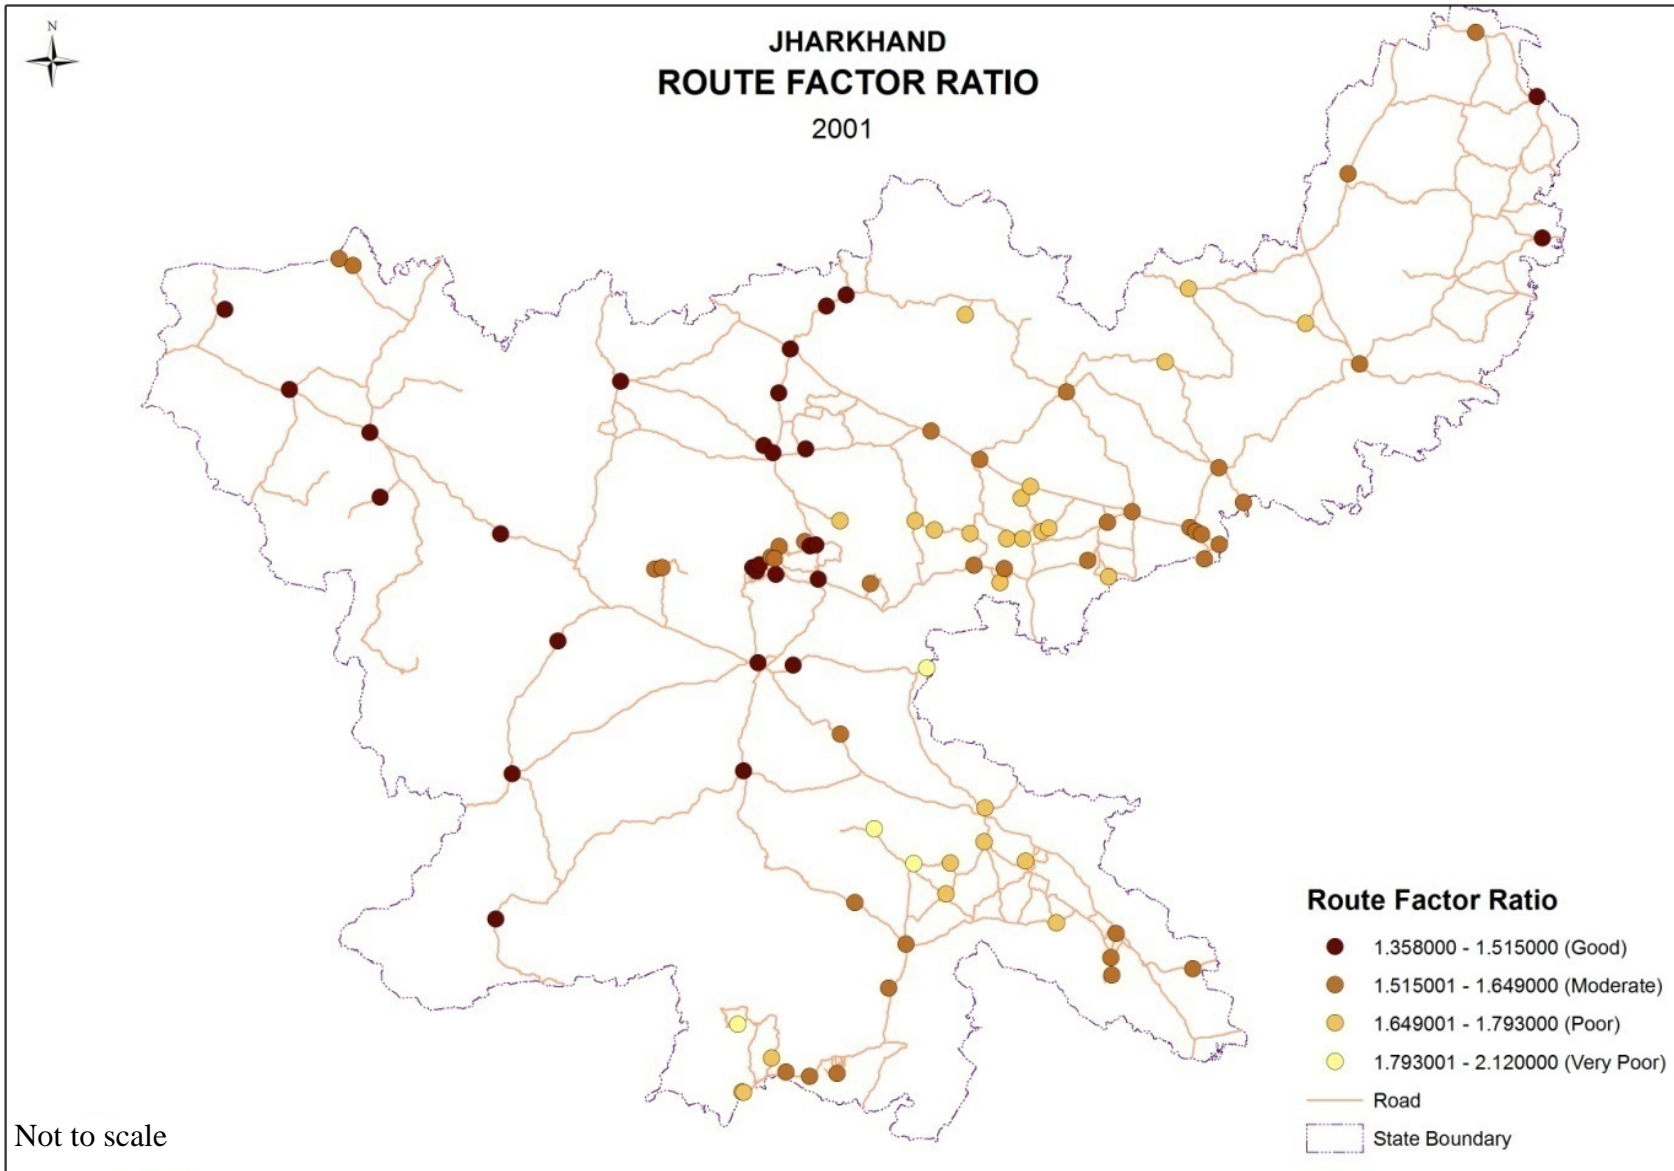 N
JHARKHAND
ROUTE FACTOR RATIO
2001
Route Factor Ratio
1.358000 - 1.515000 (Good)
1.515001 - 1.649000 (Moderate)
1.649001 - 1.793000 (Poor)
1.793001 - 2.120000 (Very Poor)
Road
State Boundary
Not to scale